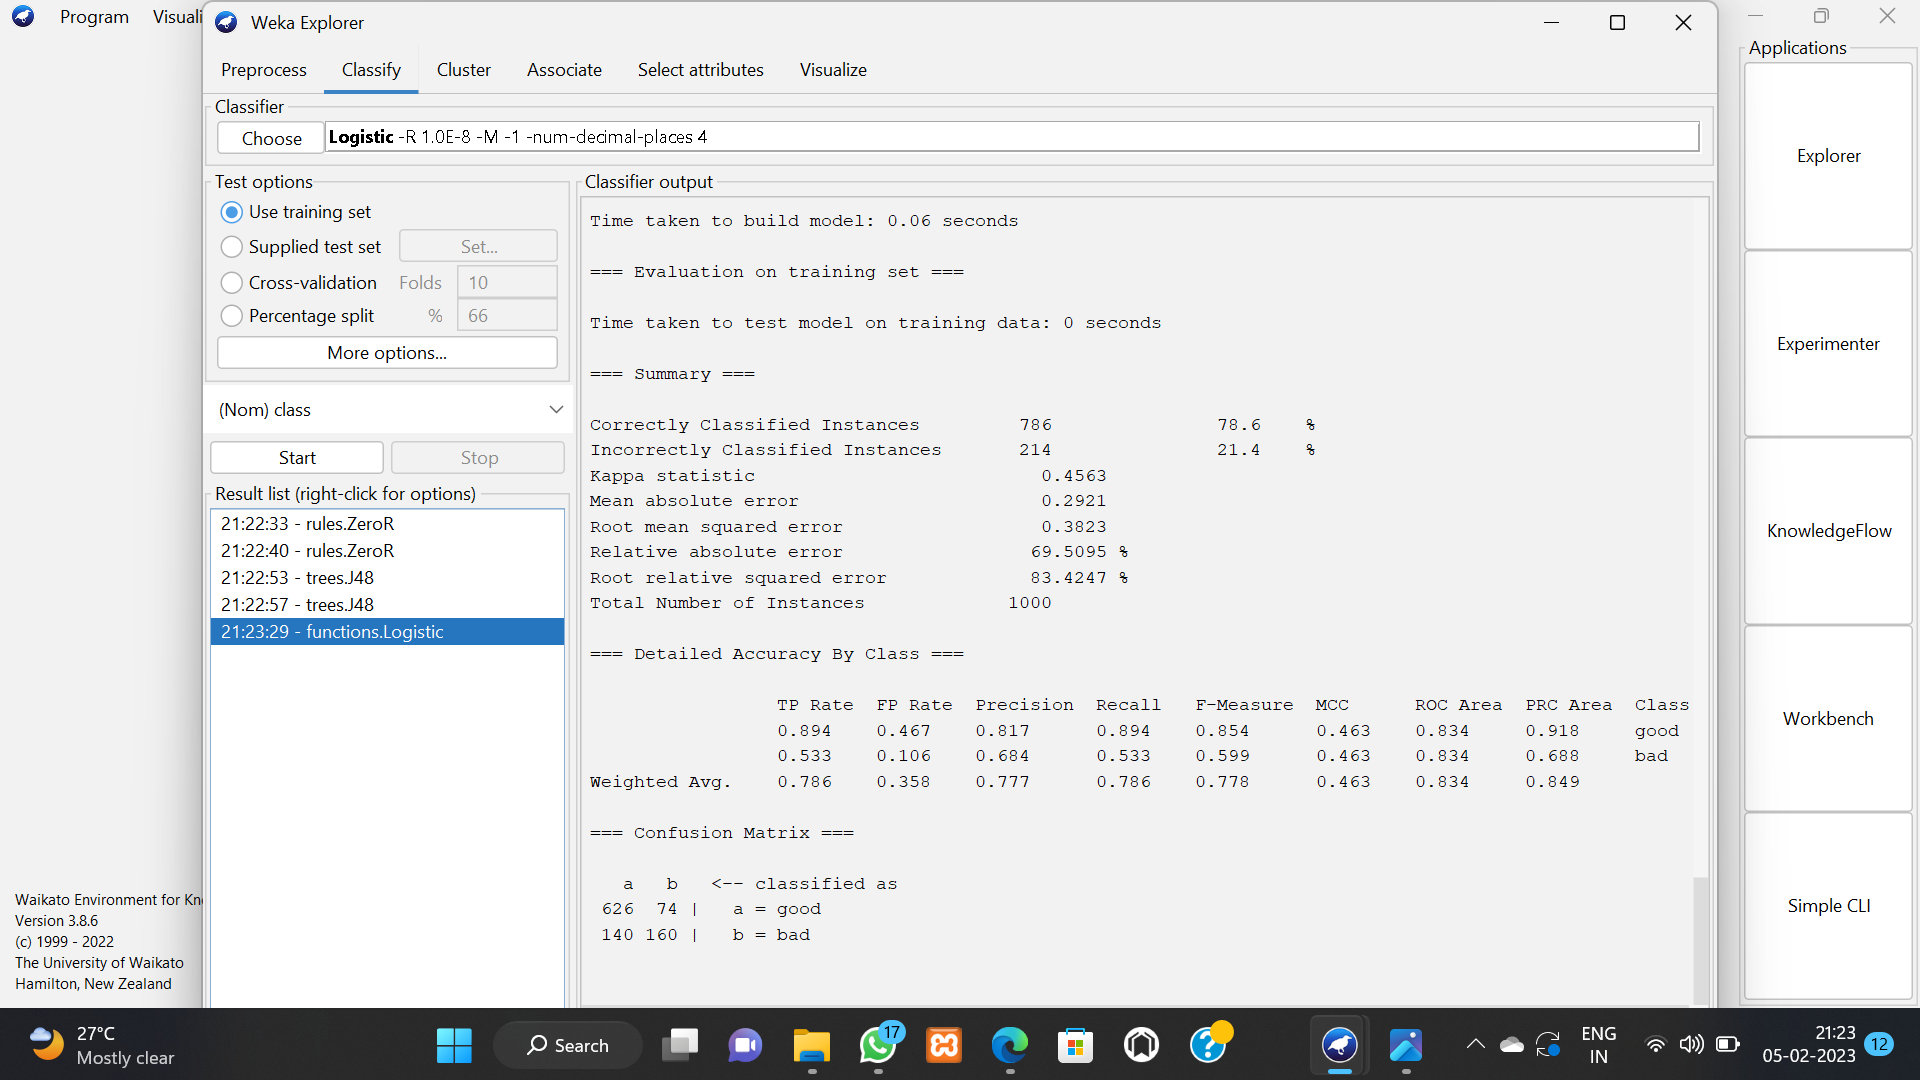 Program Visuali
Weka Explorer
Preprocess Classify Cluster Associate Select attributes Visualize
Classifier
Choose Logistic -R 1.0E-8 -M -1 -num-decimal-places 4
Test options
Use training set
Supplied test set Set...
Cross-validation Folds 10
Percentage split % 66
More options...
(Nom) class
Start Stop
Result list (right-click for options)
21:22:33 - rules.ZeroR
21:22:40 - rules.ZeroR
21:22:53 - trees.J48
21:22:57 - trees.J48
21:23:29 - functions.Logistic
Classifier output
Time taken to build model: 0.06 seconds
=== Evaluation on training set ===
Time taken to test model on training data: 0 seconds
=== Summary ===
Correctly Classified Instances 786 78.6 %
Incorrectly Classified Instances 214 21.4 %
Kappa statistic 0.4563
Mean absolute error 0.2921
Root mean squared error 0.3823
Relative absolute error 69.5095 %
Root relative squared error 83.4247 %
Total Number of Instances 1000
=== Detailed Accuracy By Class ===
TP Rate FP Rate Precision Recall F-Measure MCC ROC Area PRC Area Class
0.894 0.467 0.817 0.894 0.854 0.463 0.834 0.918 good
0.533 0.106 0.684 0.533 0.599 0.463 0.834 0.688 bad
Weighted Avg. 0.786 0.358 0.777 0.786 0.778 0.463 0.834 0.849
=== Confusion Matrix ===
a b <-- classified as
626 74 | a = good
140 160 | b = bad
Applications
Explorer
Experimenter
KnowledgeFlow
Workbench
Simple CLI
Waikato Environment for Kn
Version 3.8.6
(c) 1999 - 2022
The University of Waikato
Hamilton, New Zealand
27°C
Mostly clear
Search
17
ENG
IN
21:23
05-02-2023
12